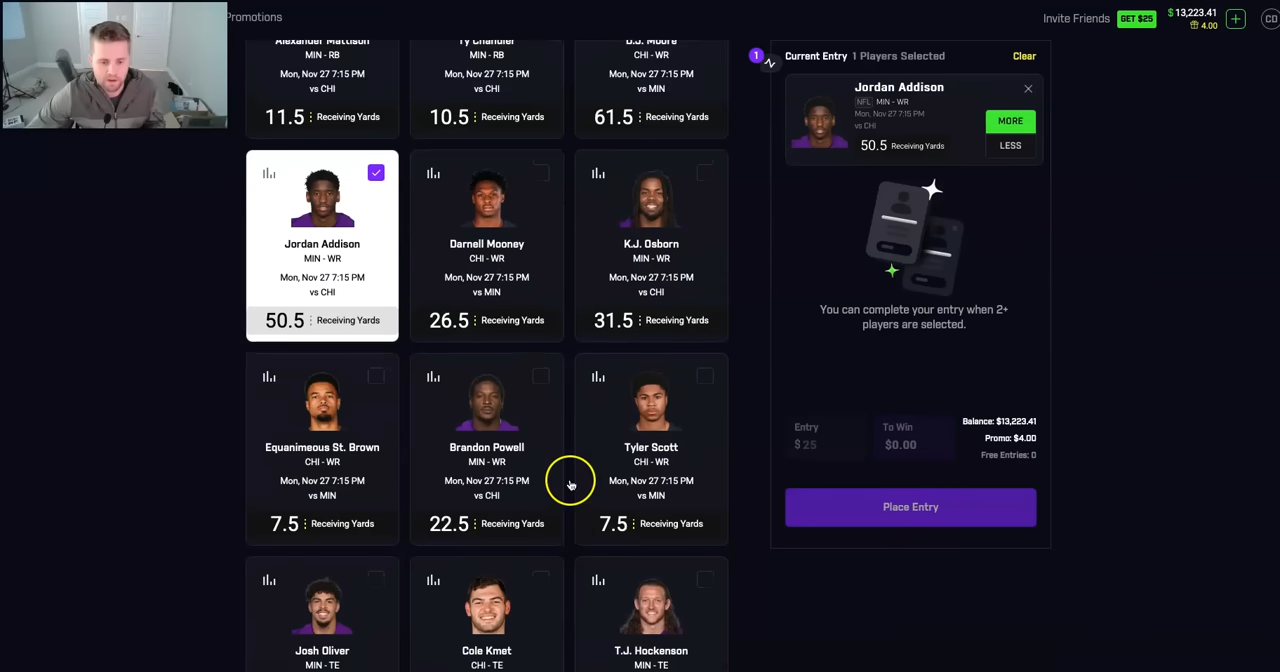 Promotions
Invite Friends
GET $25
$ 13,223.41
4.00
CD
Alexander Mattison
MIN - RB
Mon, Nov 27 7:15 PM
vs CHI
11.5 Receiving Yards
Ty Chandler
MIN - RB
Mon, Nov 27 7:15 PM
vs CHI
10.5 Receiving Yards
D.J. Moore
CHI - WR
Mon, Nov 27 7:15 PM
vs MIN
61.5 Receiving Yards
Jordan Addison
MIN - WR
Mon, Nov 27 7:15 PM
vs CHI
50.5 Receiving Yards
Darnell Mooney
CHI - WR
Mon, Nov 27 7:15 PM
vs MIN
26.5 Receiving Yards
K.J. Osborn
MIN - WR
Mon, Nov 27 7:15 PM
vs CHI
31.5 Receiving Yards
Equanimeous St. Brown
CHI - WR
Mon, Nov 27 7:15 PM
vs MIN
7.5 Receiving Yards
Brandon Powell
MIN - WR
Mon, Nov 27 7:15 PM
vs CHI
22.5 Receiving Yards
Tyler Scott
CHI - WR
Mon, Nov 27 7:15 PM
vs MIN
7.5 Receiving Yards
Josh Oliver
MIN - TE
Cole Kmet
CHI - TE
T.J. Hockenson
MIN - TE
1
Current Entry 1 Players Selected
Clear
Jordan Addison
NFL MIN - WR
Mon, Nov 27 7:15 PM
vs CHI
50.5 Receiving Yards
MORE
LESS
You can complete your entry when 2+
players are selected.
Entry
$ 25
To Win
$0.00
Balance: $13,223.41
Promo: $4.00
Free Entries: 0
Place Entry